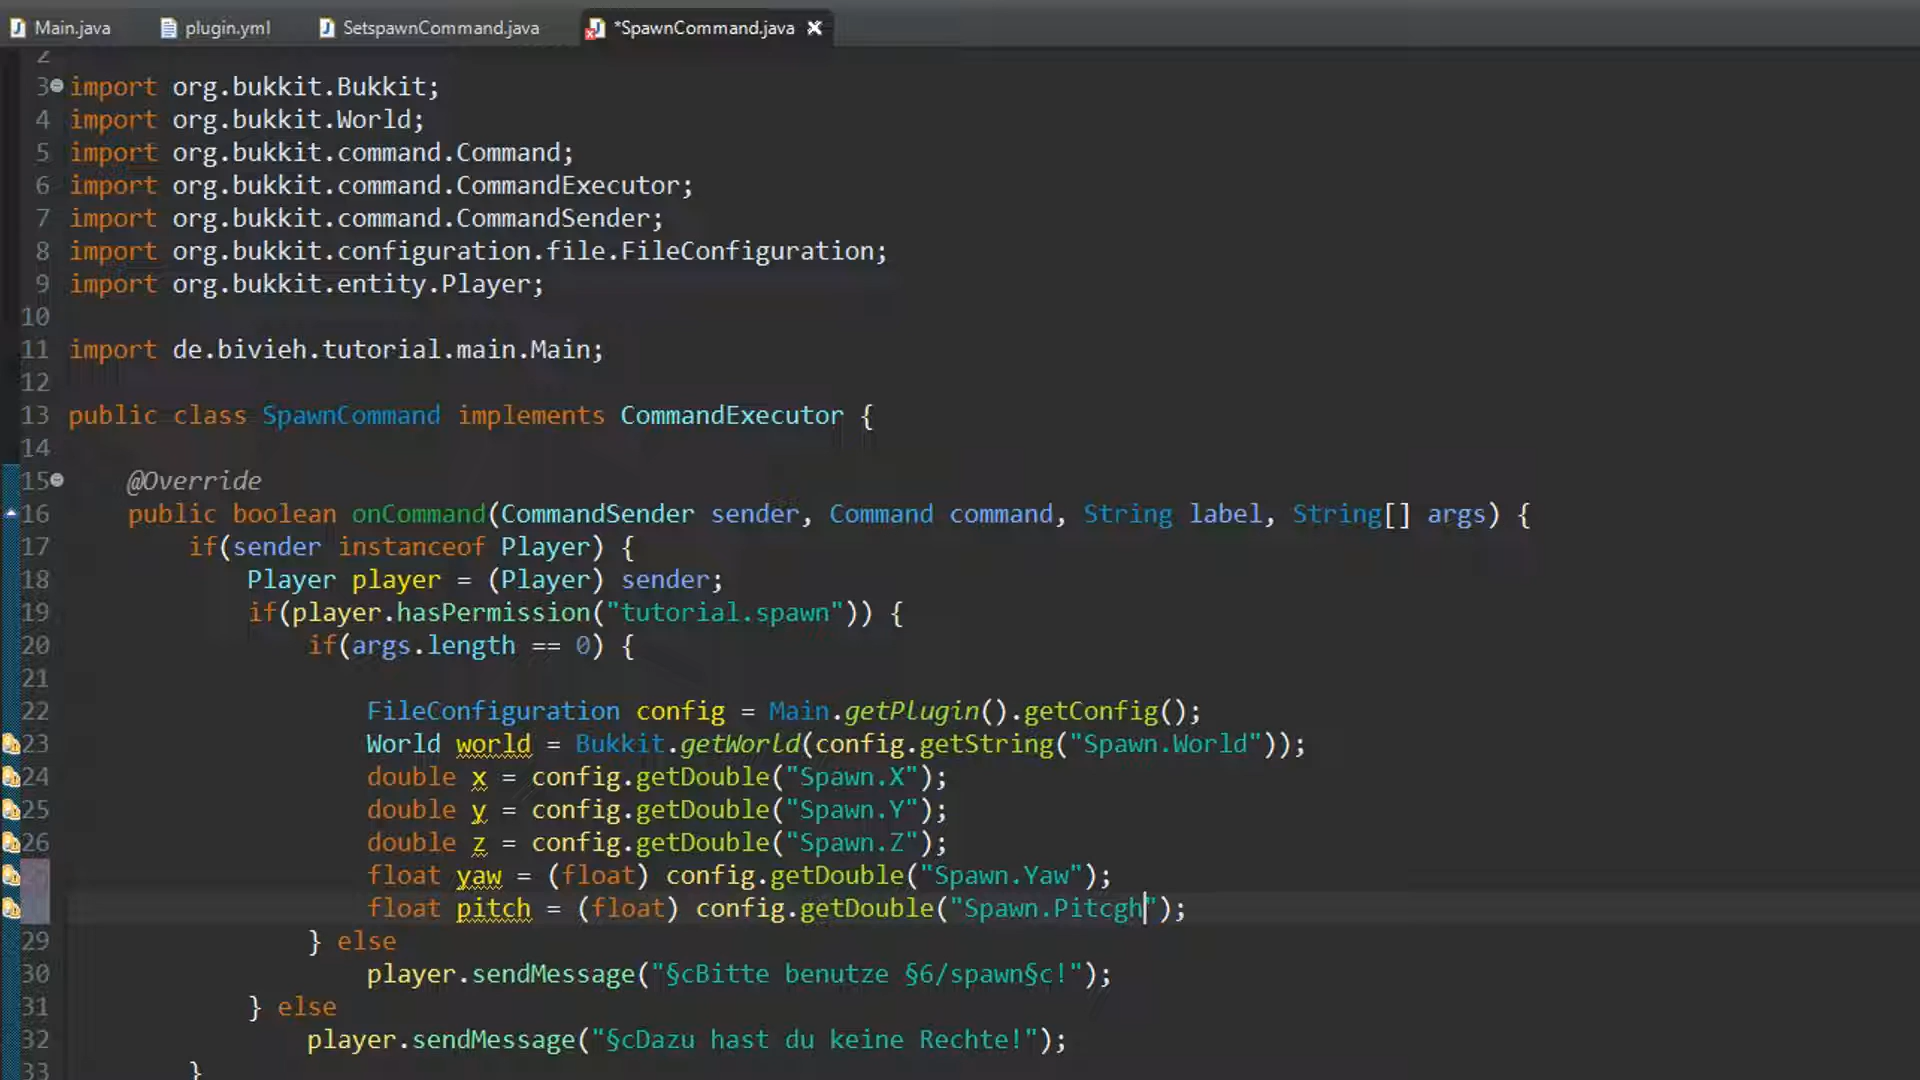 Main.java plugin.yml SetspawnCommand.java *SpawnCommand.java
2
3 import org.bukkit.Bukkit;
4 import org.bukkit.World;
5 import org.bukkit.command.Command;
6 import org.bukkit.command.CommandExecutor;
7 import org.bukkit.command.CommandSender;
8 import org.bukkit.configuration.file.FileConfiguration;
9 import org.bukkit.entity.Player;
10
11 import de.bivieh.tutorial.main.Main;
12
13 public class SpawnCommand implements CommandExecutor {
14
15 @Override
16 public boolean onCommand(CommandSender sender, Command command, String label, String[] args) {
17 if(sender instanceof Player) {
18 Player player = (Player) sender;
19 if(player.hasPermission("tutorial.spawn")) {
20 if(args.length == 0) {
21
22 FileConfiguration config = Main.getPlugin().getConfig();
23 World world = Bukkit.getWorld(config.getString("Spawn.World"));
24 double x = config.getDouble("Spawn.X");
25 double y = config.getDouble("Spawn.Y");
26 double z = config.getDouble("Spawn.Z");
float yaw = (float) config.getDouble("Spawn.Yaw");
float pitch = (float) config.getDouble("Spawn.Pitcgh");
29 } else
30 player.sendMessage("§cBitte benutze §6/spawn§c!");
31 } else
32 player.sendMessage("§cDazu hast du keine Rechte!");
33 }